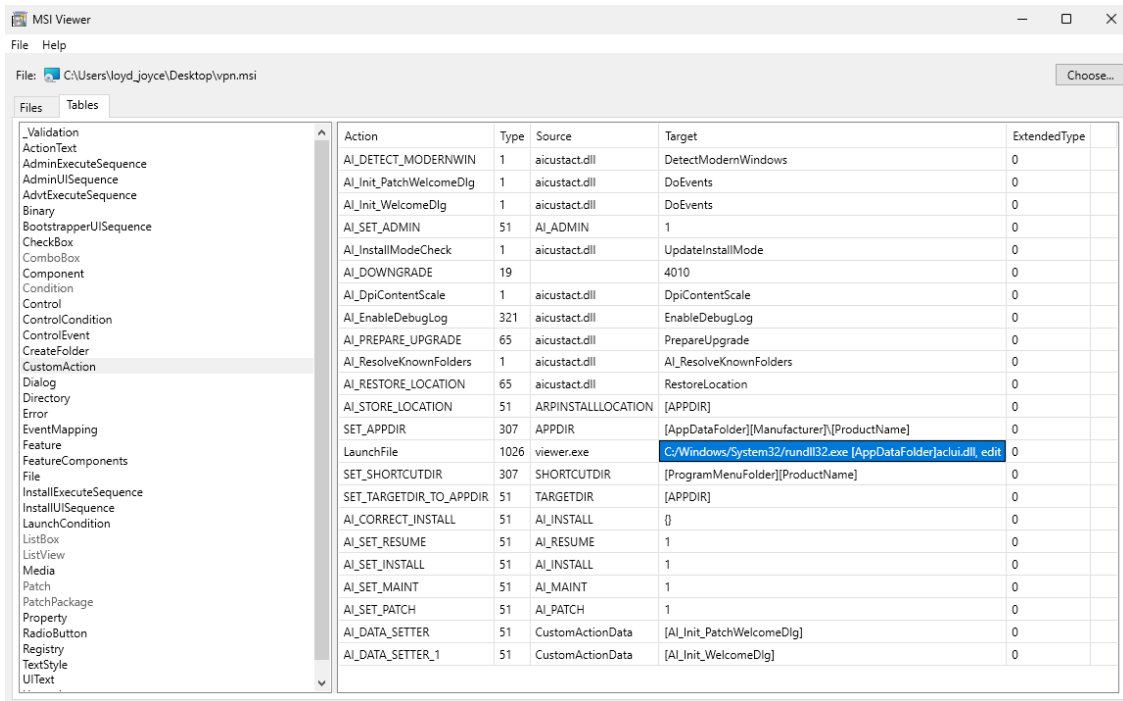 MSI Viewer
File Help
File: C:\Users\loyd_joyce\Desktop\vpn.msi
Choose...
Files Tables
_Validation
ActionText
AdminExecuteSequence
AdminUISequence
AdvtExecuteSequence
Binary
BootstrapperUISequence
CheckBox
ComboBox
Component
Condition
Control
ControlCondition
ControlEvent
CreateFolder
CustomAction
Dialog
Directory
Error
EventMapping
Feature
FeatureComponents
File
InstallExecuteSequence
InstallUISequence
LaunchCondition
ListBox
ListView
Media
Patch
PatchPackage
Property
RadioButton
Registry
TextStyle
UIText
Action Type Source Target ExtendedType
AI_DETECT_MODERNWIN 1 aicustact.dll DetectModernWindows 0
AI_Init_PatchWelcomeDlg 1 aicustact.dll DoEvents 0
AI_Init_WelcomeDlg 1 aicustact.dll DoEvents 0
AI_SET_ADMIN 51 AI_ADMIN 1 0
AI_InstallModeCheck 1 aicustact.dll UpdateInstallMode 0
AI_DOWNGRADE 19 4010 0
AI_DpiContentScale 1 aicustact.dll DpiContentScale 0
AI_EnableDebugLog 321 aicustact.dll EnableDebugLog 0
AI_PREPARE_UPGRADE 65 aicustact.dll PrepareUpgrade 0
AI_ResolveKnownFolders 1 aicustact.dll AI_ResolveKnownFolders 0
AI_RESTORE_LOCATION 65 aicustact.dll RestoreLocation 0
AI_STORE_LOCATION 51 ARPINSTALLLOCATION [APPDIR] 0
SET_APPDIR 307 APPDIR [AppDataFolder][Manufacturer]\[ProductName] 0
LaunchFile 1026 viewer.exe C:/Windows/System32/rundll32.exe [AppDataFolder]aclui.dll, edit 0
SET_SHORTCUTDIR 307 SHORTCUTDIR [ProgramMenuFolder][ProductName] 0
SET_TARGETDIR_TO_APPDIR 51 TARGETDIR [APPDIR] 0
AI_CORRECT_INSTALL 51 AI_INSTALL {} 0
AI_SET_RESUME 51 AI_RESUME 1 0
AI_SET_INSTALL 51 AI_INSTALL 1 0
AI_SET_MAINT 51 AI_MAINT 1 0
AI_SET_PATCH 51 AI_PATCH 1 0
AI_DATA_SETTER 51 CustomActionData [AI_Init_PatchWelcomeDlg] 0
AI_DATA_SETTER_1 51 CustomActionData [AI_Init_WelcomeDlg] 0